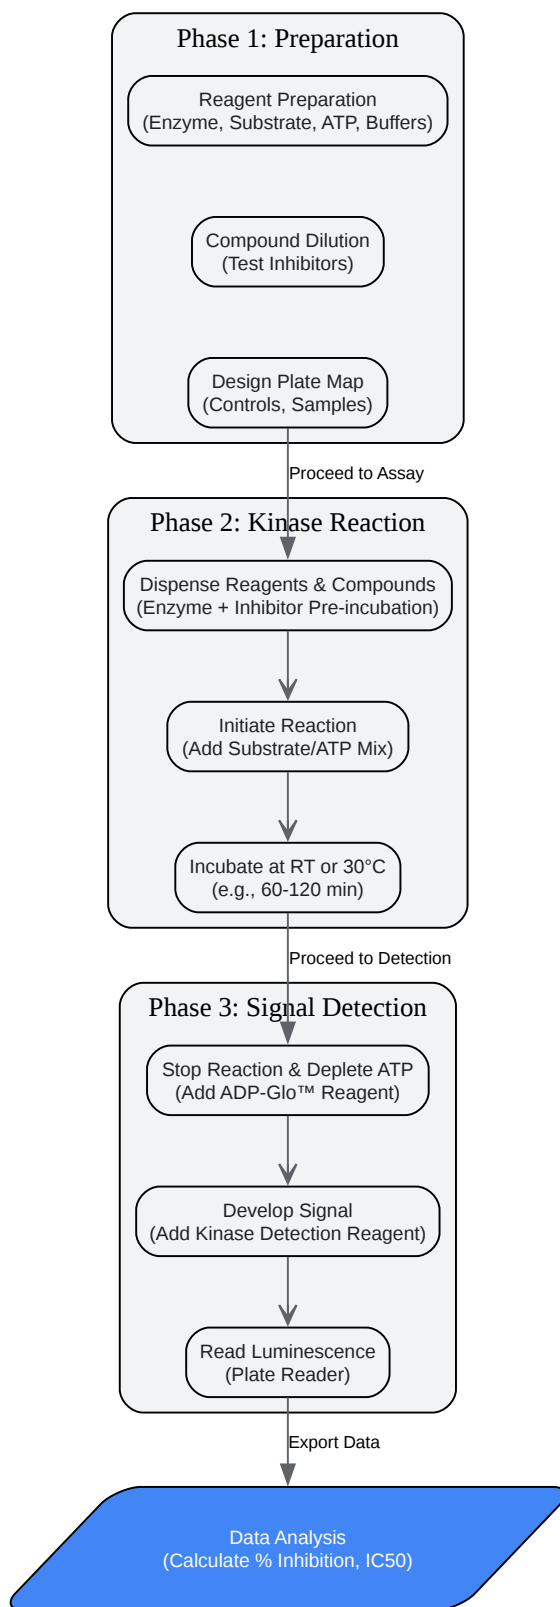 Phase 1: Preparation
Reagent Preparation
(Enzyme, Substrate, ATP, Buffers)
Compound Dilution
(Test Inhibitors)
Design Plate Map
(Controls, Samples)
Proceed to Assay
Phase 2: Kinase Reaction
Dispense Reagents & Compounds
(Enzyme + Inhibitor Pre-incubation)
Initiate Reaction
(Add Substrate/ATP Mix)
Incubate at RT or 30°C
(e.g., 60-120 min)
Proceed to Detection
Phase 3: Signal Detection
Stop Reaction & Deplete ATP
(Add ADP-Glo™ Reagent)
Develop Signal
(Add Kinase Detection Reagent)
Read Luminescence
(Plate Reader)
Export Data
Data Analysis
(Calculate % Inhibition, IC50)